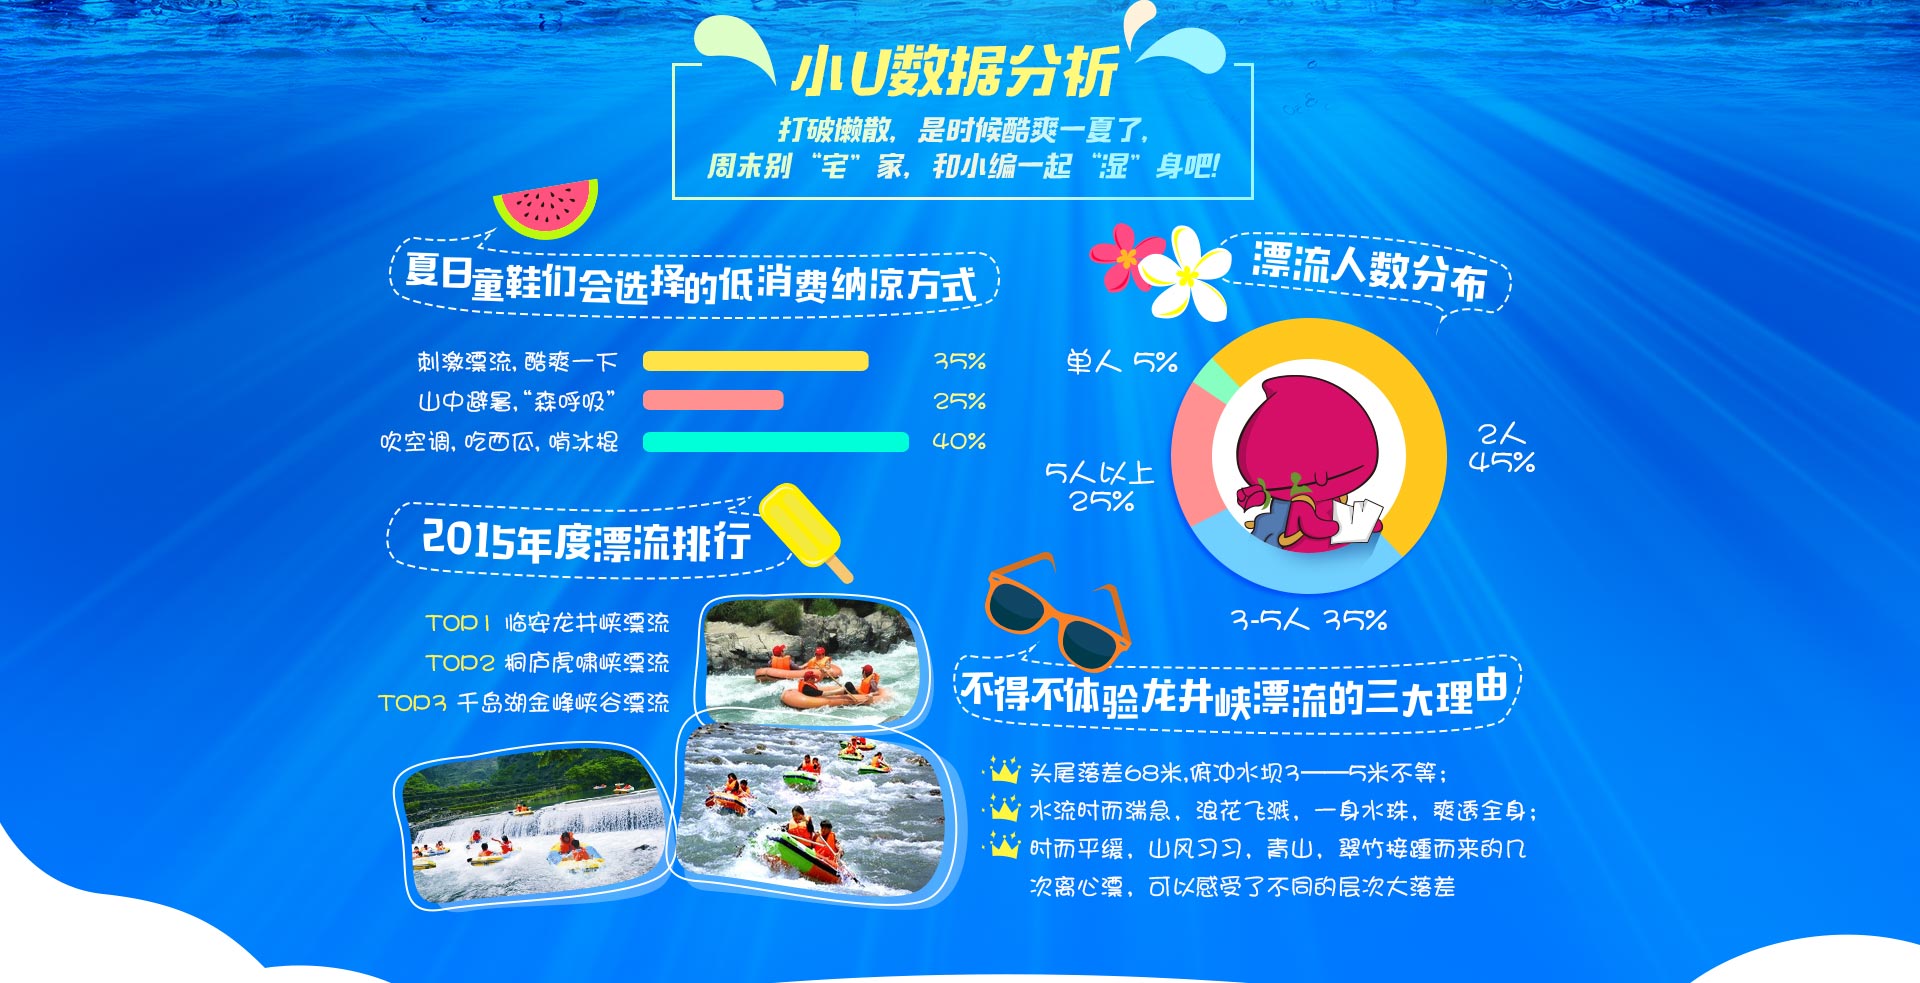 小U数据分析
打破懒散，是时候酷爽一夏了，
周末别“宅”家，和小编一起“湿”身吧！
夏日童鞋们会选择的低消费纳凉方式
刺激漂流，酷爽一下 35%
山中避暑，“森呼吸” 25%
吹空调，吃西瓜，啃冰棍 40%
漂流人数分布
单人 5%
2人
45%
5人以上
25%
3-5人 35%
2015年度漂流排行
TOP1 临安龙井峡漂流
TOP2 桐庐虎啸峡漂流
TOP3 千岛湖金峰峡谷漂流
不得不体验龙井峡漂流的三大理由
头尾落差68米，俯冲水坝3——5米不等；
水流时而湍急，浪花飞溅，一身水珠，爽透全身；
时而平缓，山风习习，青山，翠竹接踵而来的几
次离心漂，可以感受了不同的层次大落差